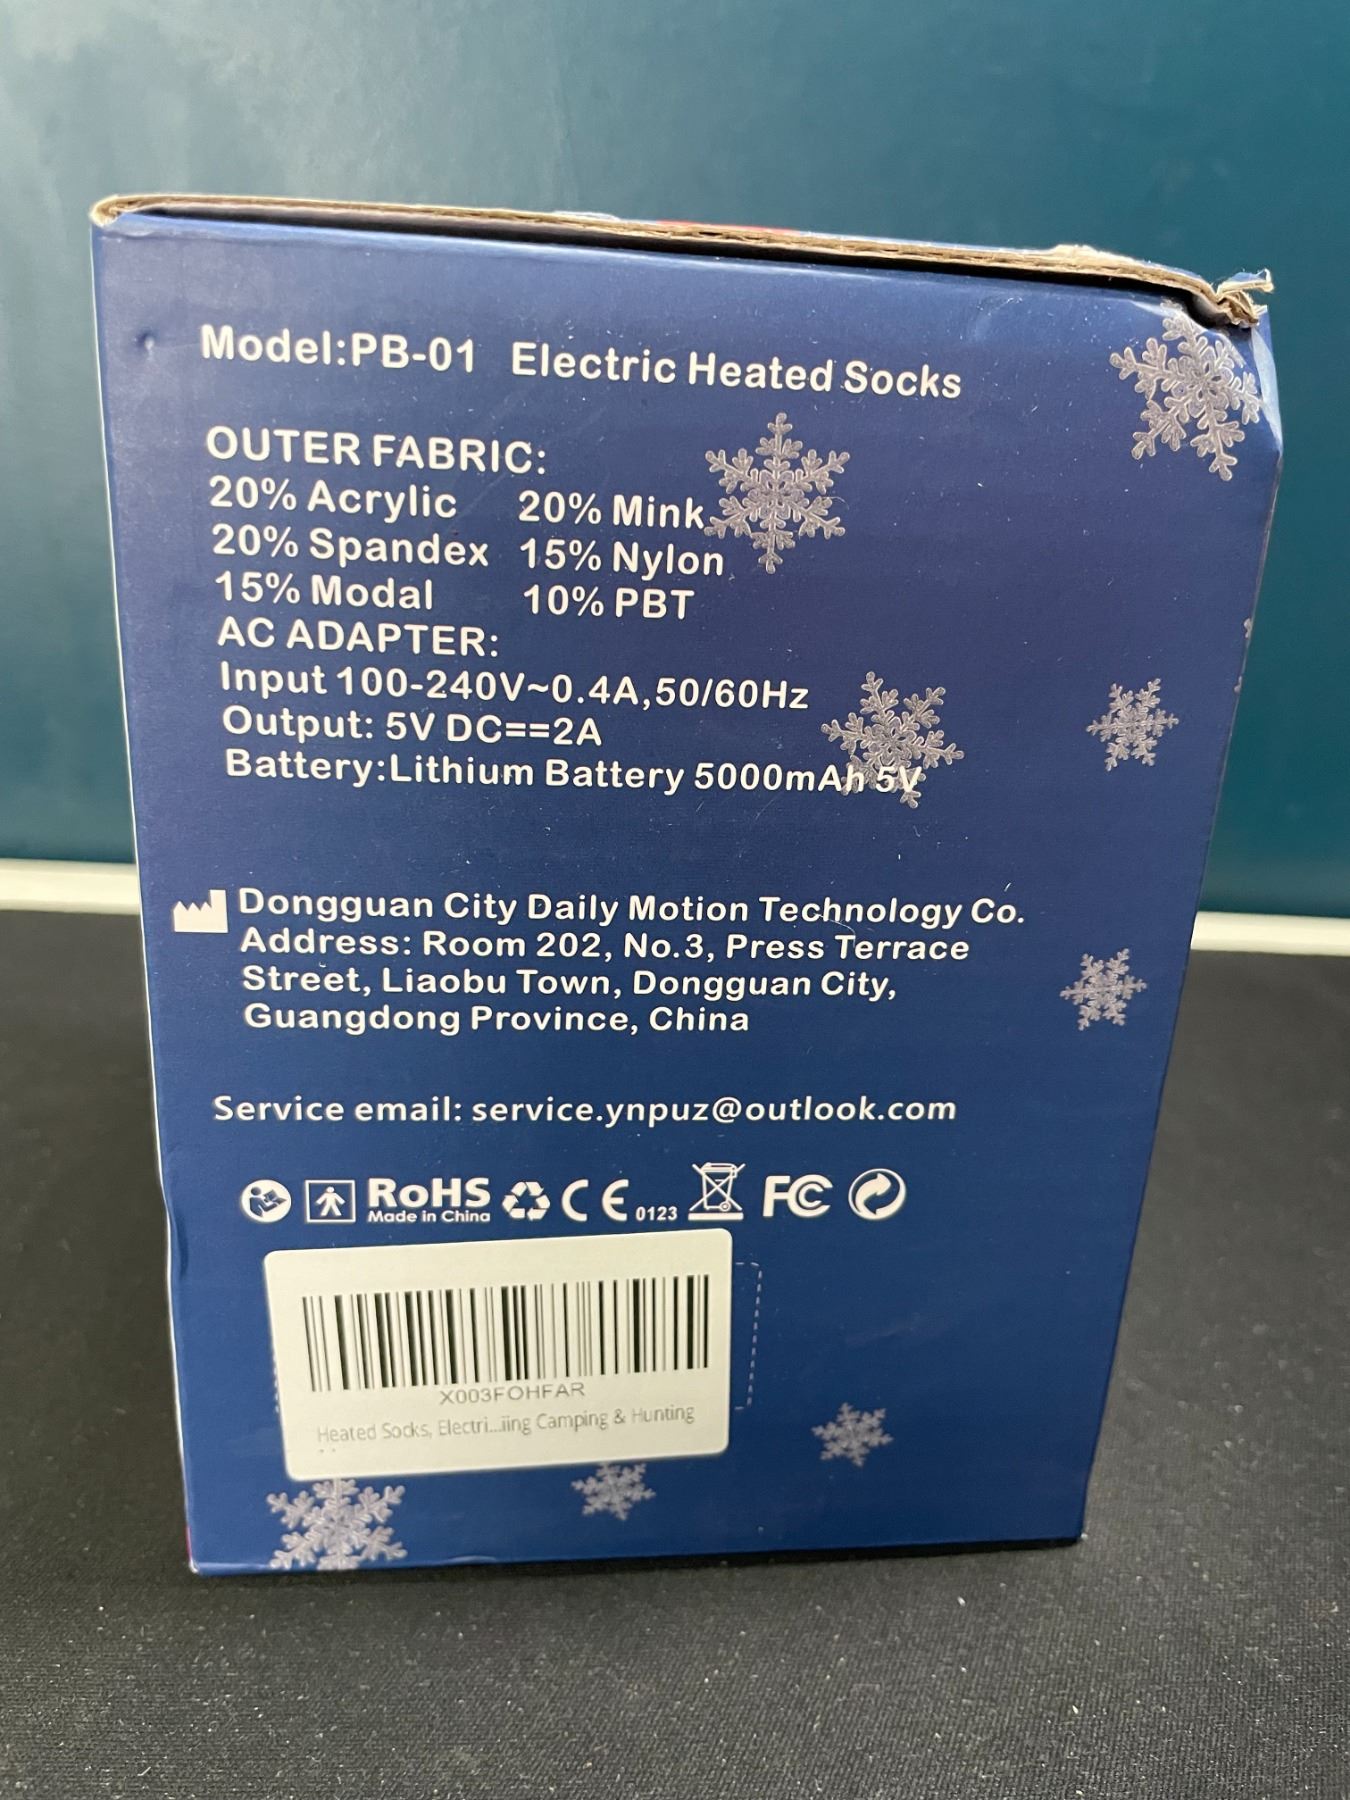 Model:PB-01 Electric Heated Socks
OUTER FABRIC:
20% Acrylic 20% Mink
20% Spandex 15% Nylon
15% Modal 10% PBT
AC ADAPTER:
Input 100-240V~0.4A,50/60Hz
Output: 5V DC==2A
Battery:Lithium Battery 5000mAh 5V
Dongguan City Daily Motion Technology Co.
Address: Room 202, No.3, Press Terrace
Street, Liaobu Town, Dongguan City,
Guangdong Province, China
Service email: service.ynpuz@outlook.com
RoHS CE 0123 FC
Made in China
X003FOHFAR
Heated Socks, Electri...iing Camping & Hunting